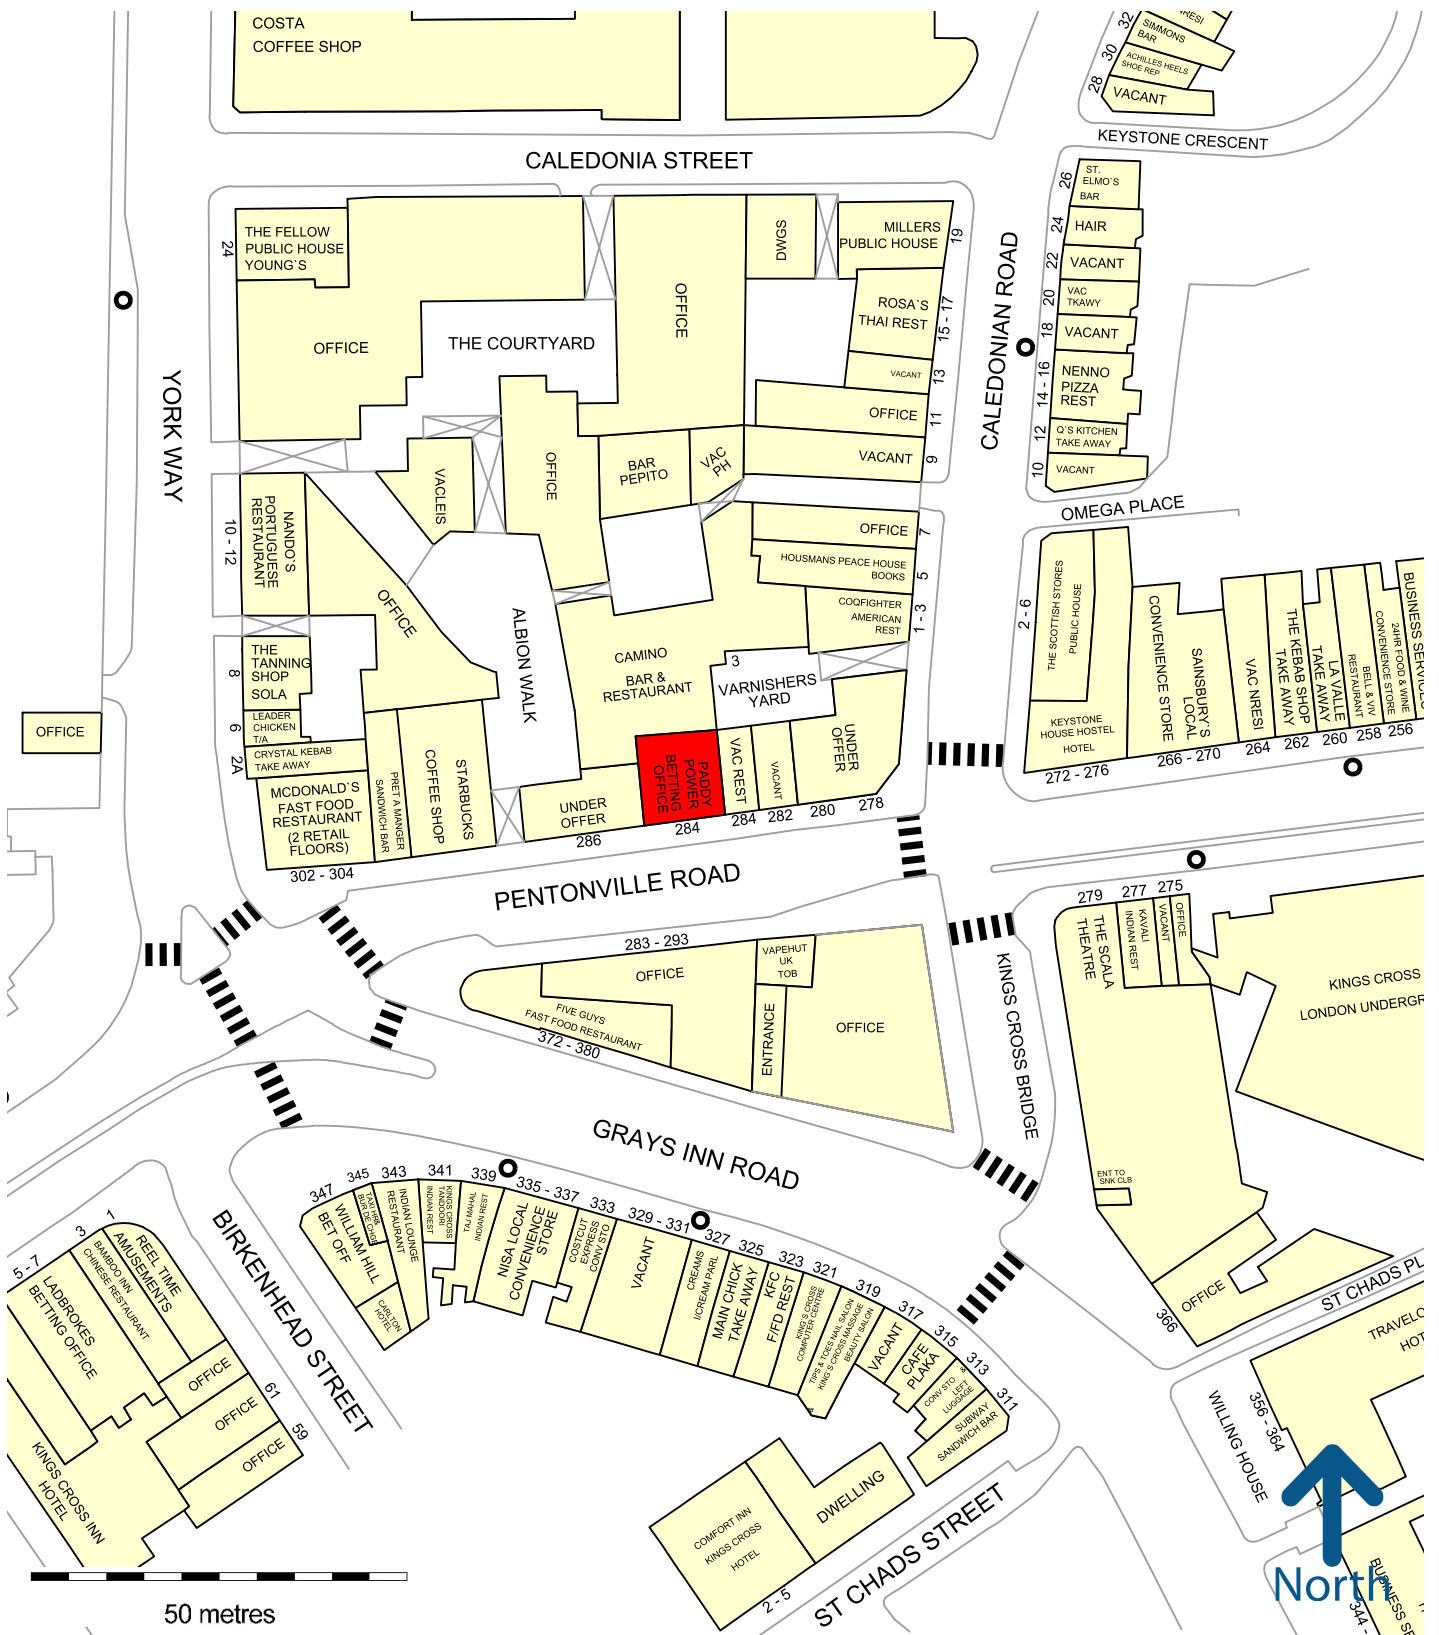 COSTA
COFFEE SHOP
32
SIMMONS
BAR
30
ACHILLES HEELS
SHOE REP
28
VACANT
KEYSTONE CRESCENT
CALEDONIA STREET
26
ST.
ELMO`S
BAR
24
HAIR
22
VACANT
20
VAC
TKAWY
18
VACANT
14 - 16
NENNO
PIZZA
REST
12
Q`S KITCHEN
TAKE AWAY
10
VACANT
CALEDONIAN ROAD
OMEGA PLACE
24
THE FELLOW
PUBLIC HOUSE
YOUNG`S
OFFICE
THE COURTYARD
OFFICE
DWGS
MILLERS
PUBLIC HOUSE
19
ROSA`S
THAI REST
15 - 17
VACANT
13
OFFICE
11
VACANT
9
YORK WAY
VACLEIS
OFFICE
BAR
PEPITO
VAC
PH
10 - 12
NANDO`S
PORTUGUESE
RESTAURANT
OFFICE
OFFICE
7
HOUSMANS PEACE HOUSE
BOOKS
5
COQFIGHTER
AMERICAN
REST
1 - 3
ALBION WALK
CAMINO
BAR &
RESTAURANT
3
VARNISHERS
YARD
8
THE
TANNING
SHOP
SOLA
6
LEADER
CHICKEN
T/A
2A
CRYSTAL KEBAB
TAKE AWAY
MCDONALD`S
FAST FOOD
RESTAURANT
(2 RETAIL
FLOORS)
302 - 304
PRET A MANGER
SANDWICH BAR
STARBUCKS
COFFEE SHOP
UNDER
OFFER
286
PADDY
POWER
BETTING
OFFICE
284
VAC REST
284
VACANT
282
UNDER
OFFER
280
278
OFFICE
2 - 6
THE SCOTTISH STORES
PUBLIC HOUSE
KEYSTONE
HOUSE HOSTEL
HOTEL
272 - 276
CONVENIENCE STORE
SAINSBURY`S
LOCAL
266 - 270
VAC NRESI
264
THE KEBAB SHOP
TAKE AWAY
262
LA VALLE
TAKE AWAY
260
BELL & VIV
RESTAURANT
258
24HR FOOD & WINE
CONVENIENCE STORE
256
BUSINESS SERVICES
PENTONVILLE ROAD
283 - 293
OFFICE
VAPEHUT
UK
TOB
FIVE GUYS
FAST FOOD RESTAURANT
372 - 380
ENTRANCE
OFFICE
KINGS CROSS BRIDGE
279
THE SCALA
THEATRE
277
KAVALI
INDIAN REST
275
VACANT
OFFICE
KINGS CROSS
LONDON UNDERGR
ENT TO
SNK CLB
OFFICE
366
ST CHADS PL
TRAVELO
HOT
356 - 364
WILLING HOUSE
GRAYS INN ROAD
347
WILLIAM HILL
BET OFF
345
TAXI HIRE
BUR DE CHGE
CARLTON
HOTEL
343
INDIAN LOUNGE
RESTAURANT
341
KINGS CROSS
TANDOORI
INDIAN REST
339
TAJ MAHAL
INDIAN REST
335 - 337
NISA LOCAL
CONVENIENCE
STORE
333
COSTCUT
EXPRESS
CONV STO
329 - 331
VACANT
327
CREAMS
I/CREAM PARL
325
MAIN CHICK
TAKE AWAY
323
KFC
F/FD REST
321
KING`S CROSS
COMPUTER CENTRE
319
TIPS & TOES NAIL SALON
KING`S CROSS MASSAGE
&
BEAUTY SALON
317
VACANT
315
CAFE
PLAKA
313
CONV STO
&
LEFT
LUGGAGE
311
SUBWAY
SANDWICH BAR
BIRKENHEAD STREET
1
REEL TIME
AMUSEMENTS
3
BAMBOO INN
CHINESE RESTAURANT
5 - 7
LADBROKES
BETTING OFFICE
OFFICE
61
OFFICE
59
OFFICE
KINGS CROSS INN
HOTEL
COMFORT INN
KINGS CROSS
HOTEL
DWELLING
2 - 5
ST CHADS STREET
50 metres
North
344 -
BUSINESS SE